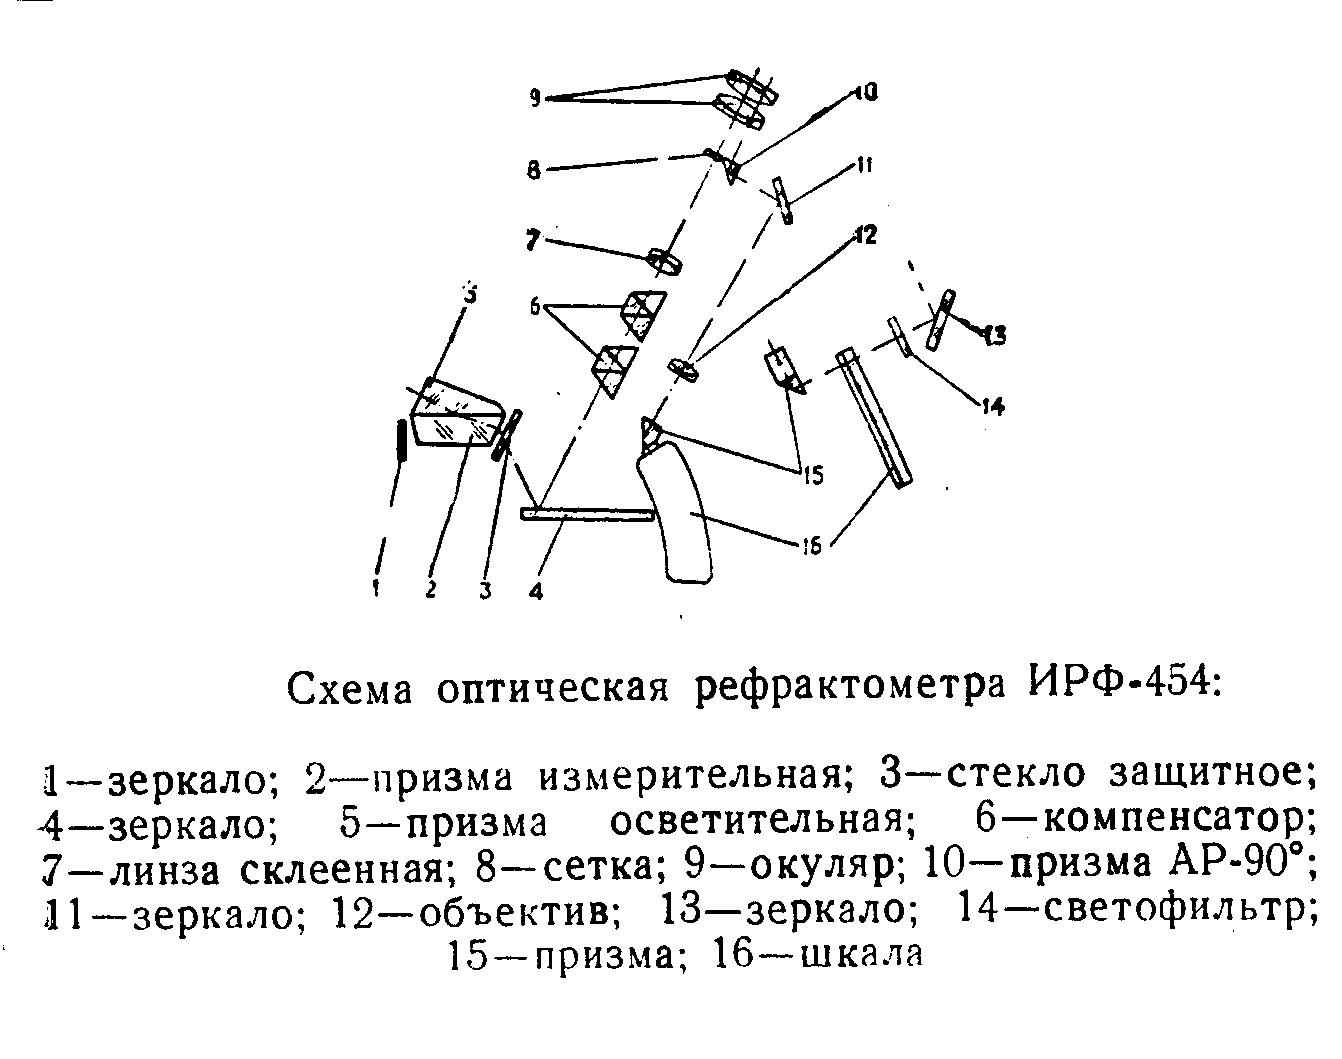 9
10
8
11
7
12
5
6
13
14
15
16
1
2
3
4
Схема оптическая рефрактометра ИРФ-454:
1—зеркало; 2—призма измерительная; 3—стекло защитное;
4—зеркало; 5—призма осветительная; 6—компенсатор;
7—линза склеенная; 8—сетка; 9—окуляр; 10—призма АР-90°;
11—зеркало; 12—объектив; 13—зеркало; 14—светофильтр;
15—призма; 16—шкала